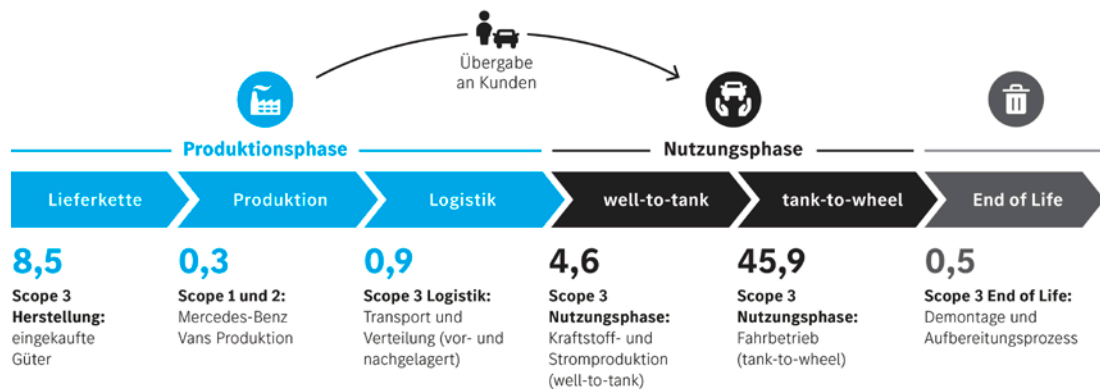 Übergabe
an Kunden
Produktionsphase
Nutzungsphase
Lieferkette
Produktion
Logistik
well-to-tank
tank-to-wheel
End of Life
8,5
Scope 3
Herstellung:
eingekaufte
Güter
0,3
Scope 1 und 2:
Mercedes-Benz
Vans Produktion
0,9
Scope 3 Logistik:
Transport und
Verteilung (vor- und
nachgelagert)
4,6
Scope 3
Nutzungsphase:
Kraftstoff- und
Stromproduktion
(well-to-tank)
45,9
Scope 3
Nutzungsphase:
Fahrbetrieb
(tank-to-wheel)
0,5
Scope 3 End of Life:
Demontage und
Aufbereitungsprozess